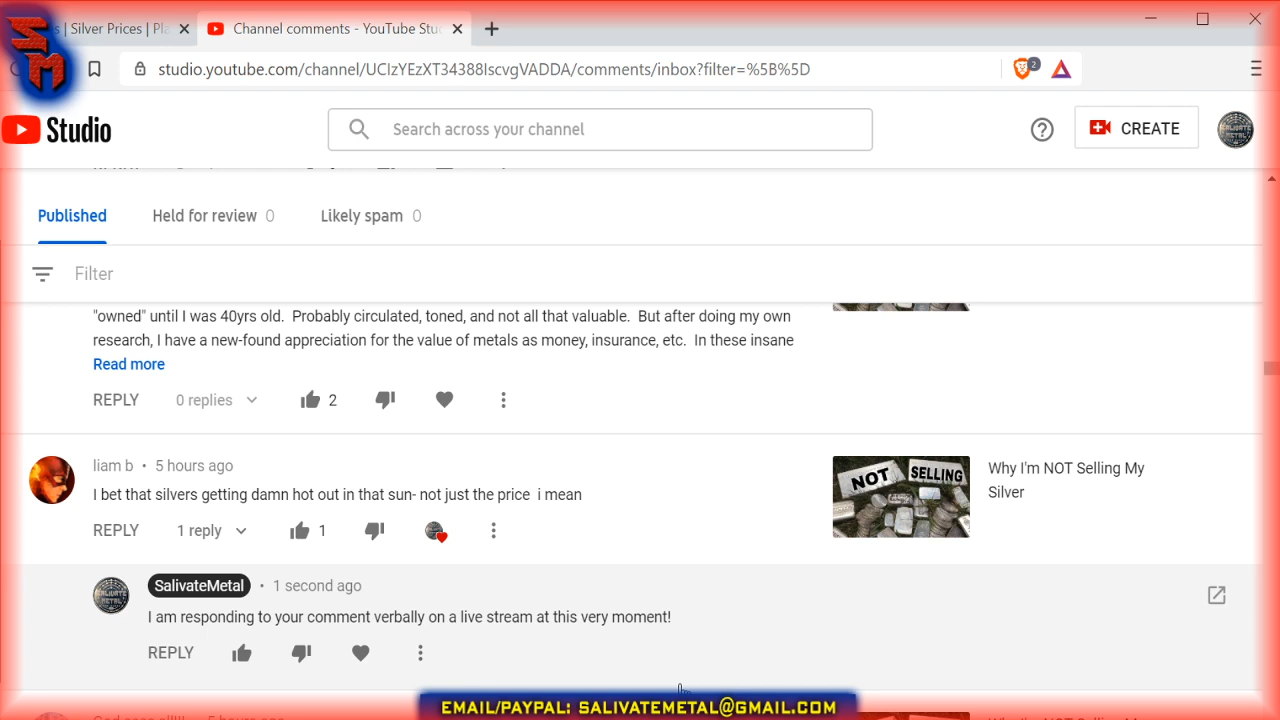 SM
| Silver Prices | Pla
Channel comments - YouTube Stu
studio.youtube.com/channel/UCIzYEzXT34388IscvgVADDA/comments/inbox?filter=%5B%5D
2
Studio
Search across your channel
CREATE
SALIVATE METAL
Published
Held for review 0
Likely spam 0
Filter
"owned" until I was 40yrs old. Probably circulated, toned, and not all that valuable. But after doing my own
research, I have a new-found appreciation for the value of metals as money, insurance, etc. In these insane
Read more
REPLY 0 replies 2
liam b • 5 hours ago
I bet that silvers getting damn hot out in that sun- not just the price i mean
REPLY 1 reply 1
NOT SELLING
Why I'm NOT Selling My
Silver
SALIVATE METAL
SalivateMetal • 1 second ago
I am responding to your comment verbally on a live stream at this very moment!
REPLY
EMAIL/PAYPAL: SALIVATEMETAL@GMAIL.COM